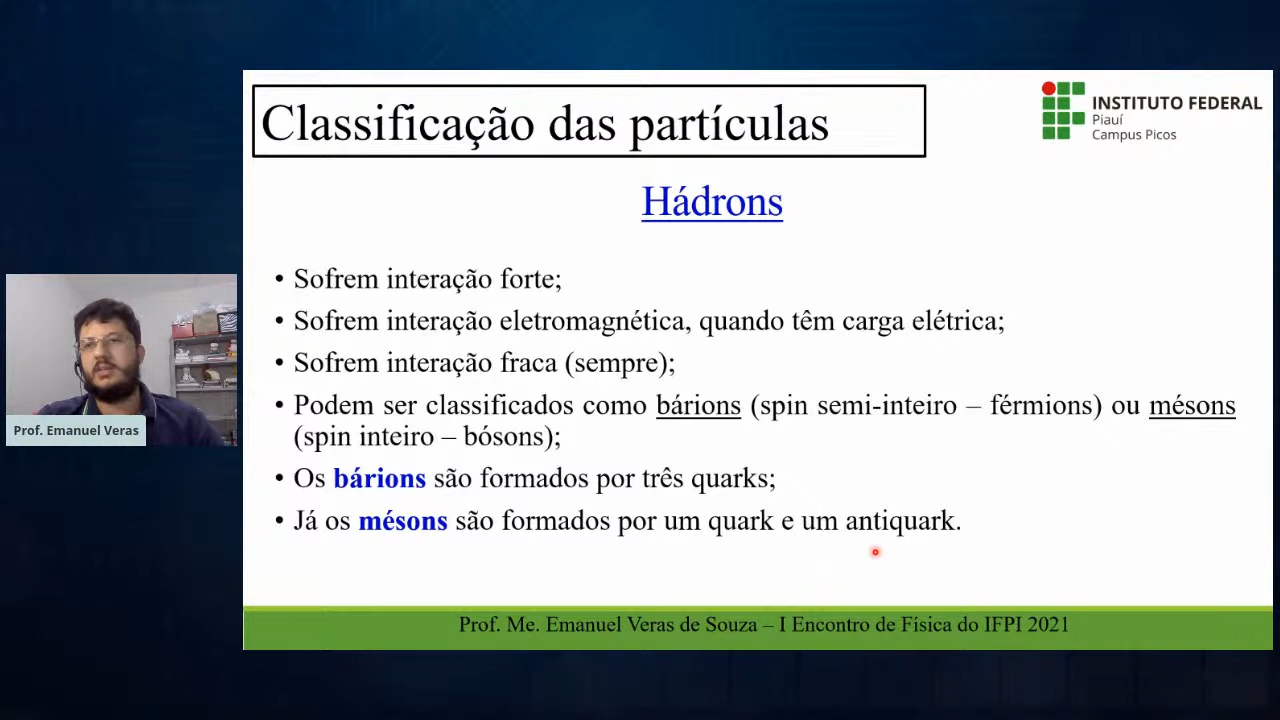 Classificação das partículas
INSTITUTO FEDERAL
Piauí
Campus Picos
Hádrons
• Sofrem interação forte;
• Sofrem interação eletromagnética, quando têm carga elétrica;
• Sofrem interação fraca (sempre);
• Podem ser classificados como bárions (spin semi-inteiro – férmions) ou mésons
(spin inteiro – bósons);
• Os bárions são formados por três quarks;
• Já os mésons são formados por um quark e um antiquark.
Prof. Emanuel Veras
Prof. Me. Emanuel Veras de Souza – I Encontro de Física do IFPI 2021